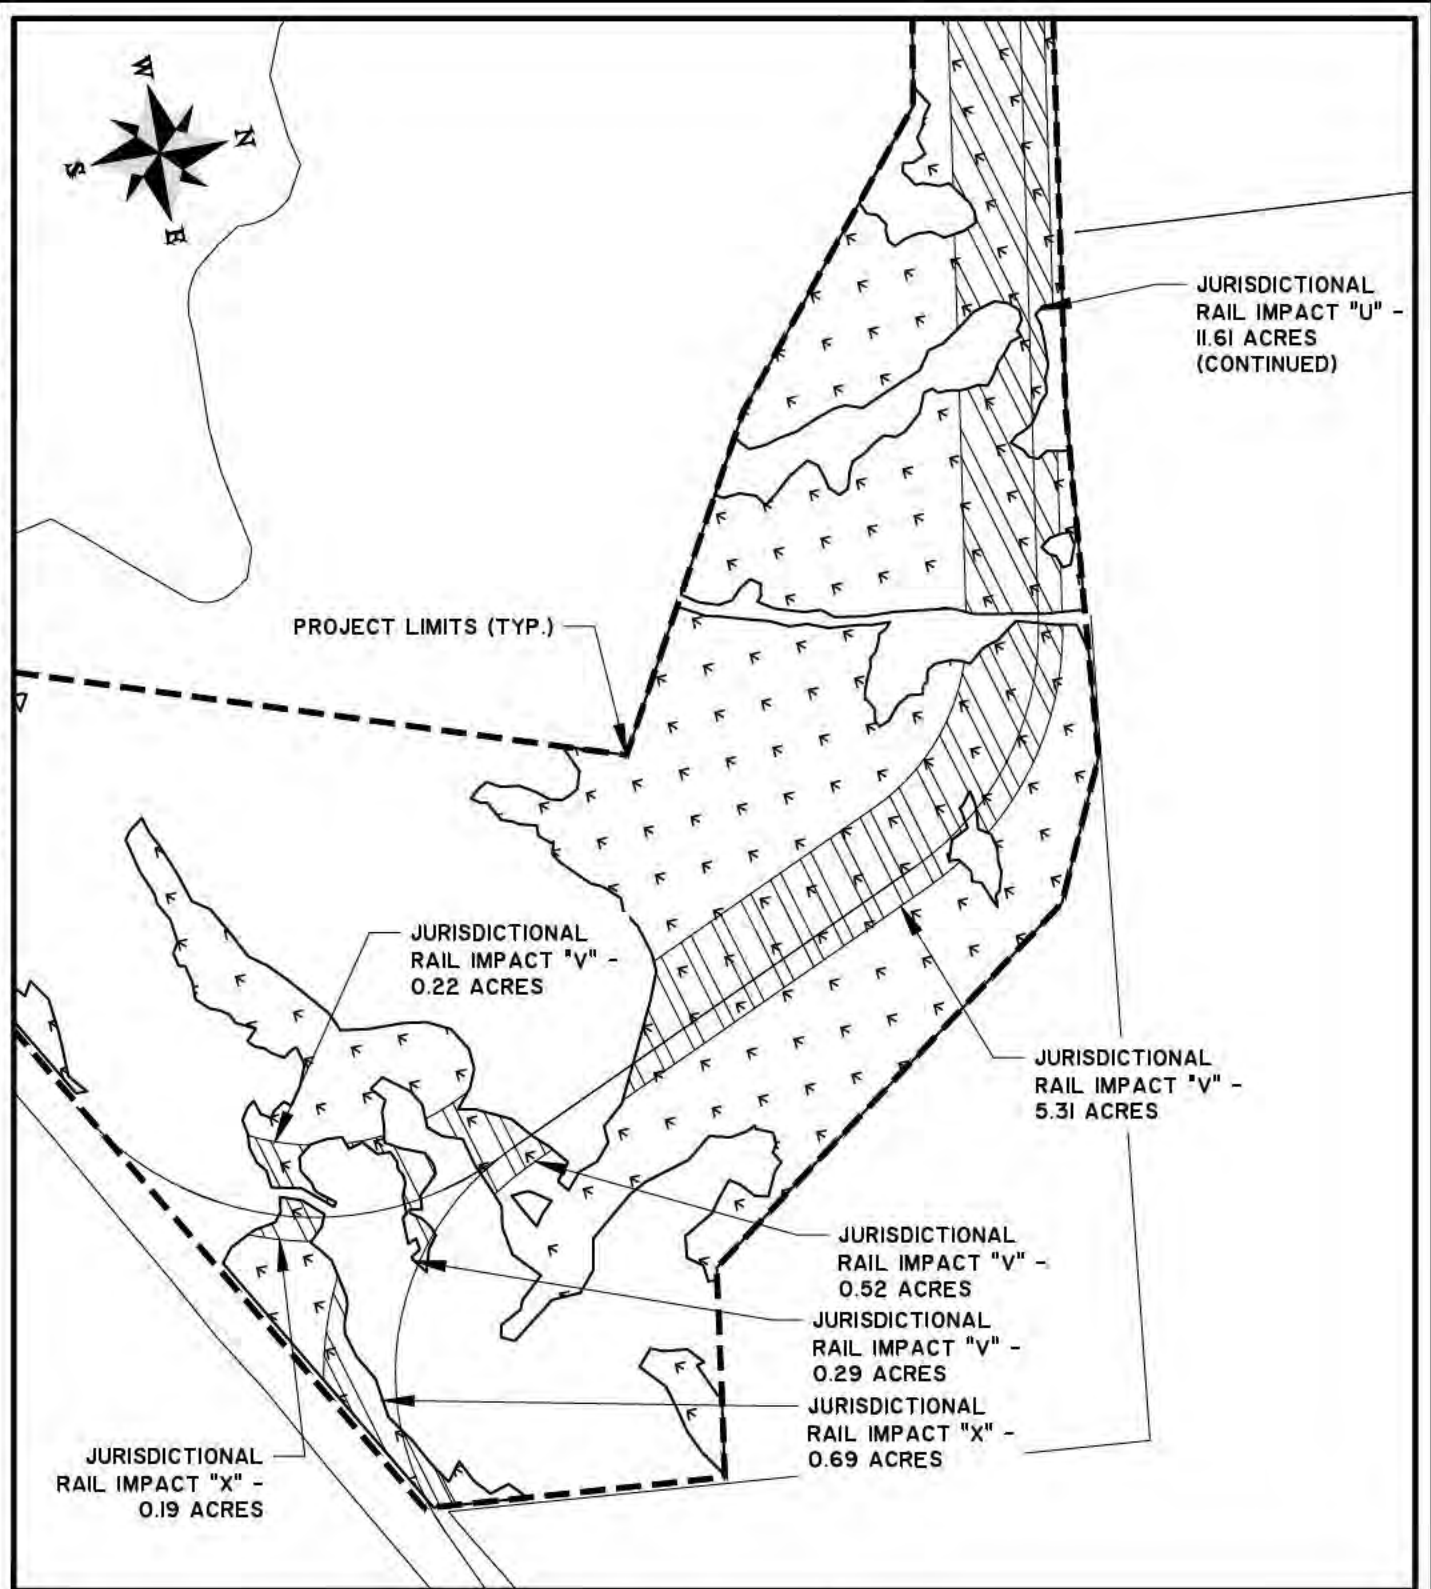 W
N
S
E
JURISDICTIONAL
RAIL IMPACT "U" -
11.61 ACRES
(CONTINUED)
PROJECT LIMITS (TYP.)
JURISDICTIONAL
RAIL IMPACT "V" -
0.22 ACRES
JURISDICTIONAL
RAIL IMPACT "V" -
5.31 ACRES
JURISDICTIONAL
RAIL IMPACT "V" -
0.52 ACRES
JURISDICTIONAL
RAIL IMPACT "V" -
0.29 ACRES
JURISDICTIONAL
RAIL IMPACT "X" -
0.69 ACRES
JURISDICTIONAL
RAIL IMPACT "X" -
0.19 ACRES